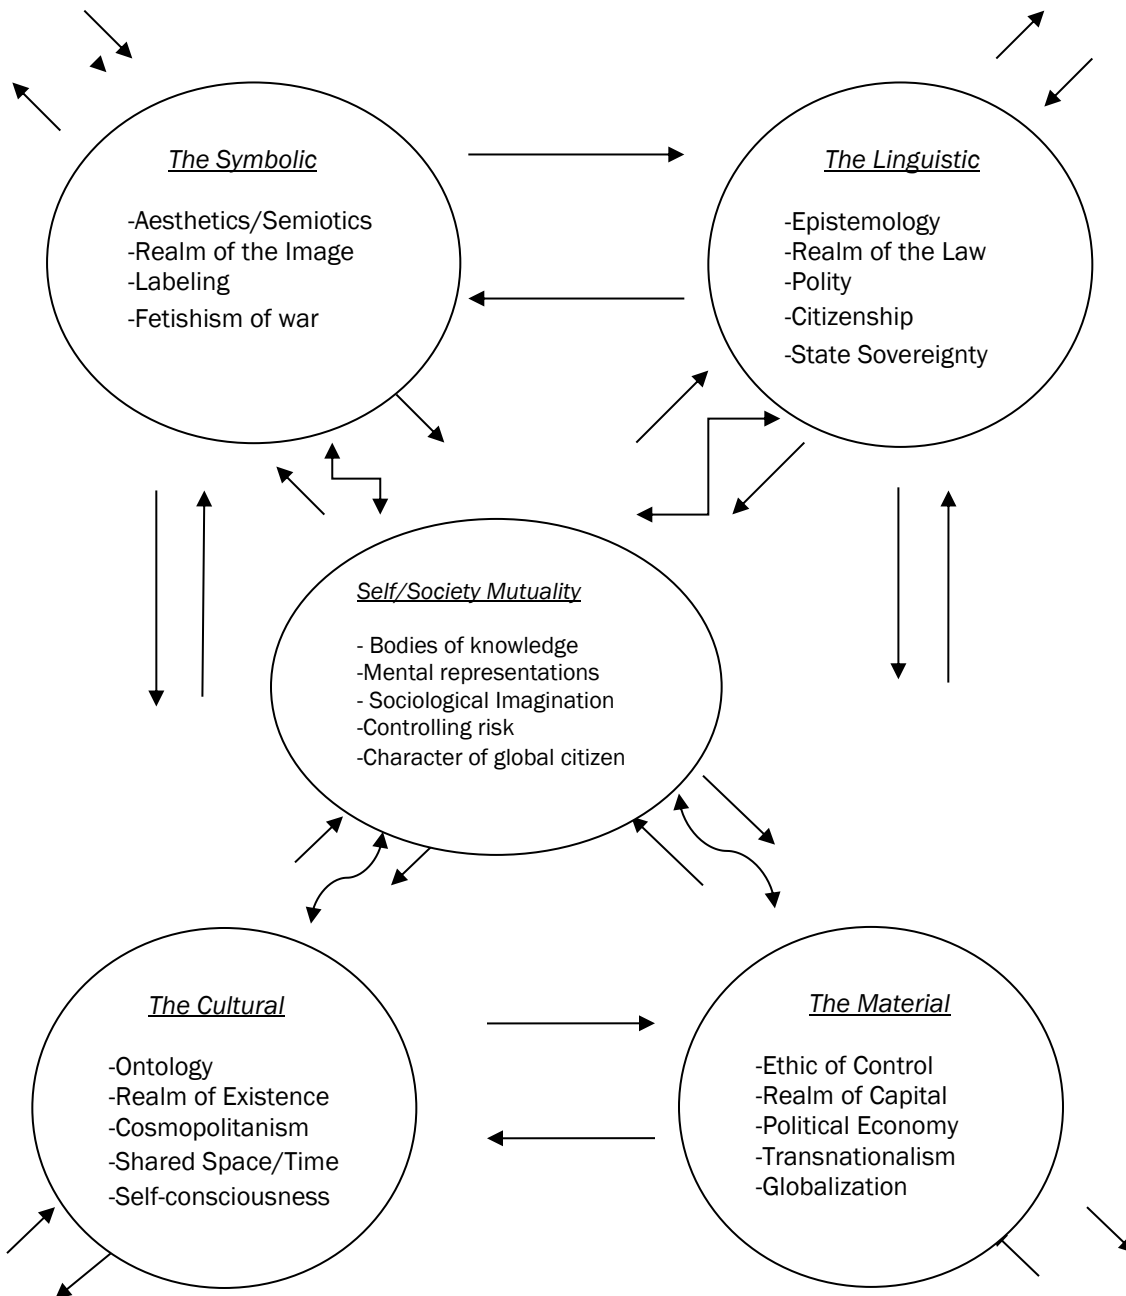 The Symbolic
-Aesthetics/Semiotics
-Realm of the Image
-Labeling
-Fetishism of war
The Linguistic
-Epistemology
-Realm of the Law
-Polity
-Citizenship
-State Sovereignty
Self/Society Mutuality
- Bodies of knowledge
-Mental representations
- Sociological Imagination
-Controlling risk
-Character of global citizen
The Cultural
-Ontology
-Realm of Existence
-Cosmopolitanism
-Shared Space/Time
-Self-consciousness
The Material
-Ethic of Control
-Realm of Capital
-Political Economy
-Transnationalism
-Globalization